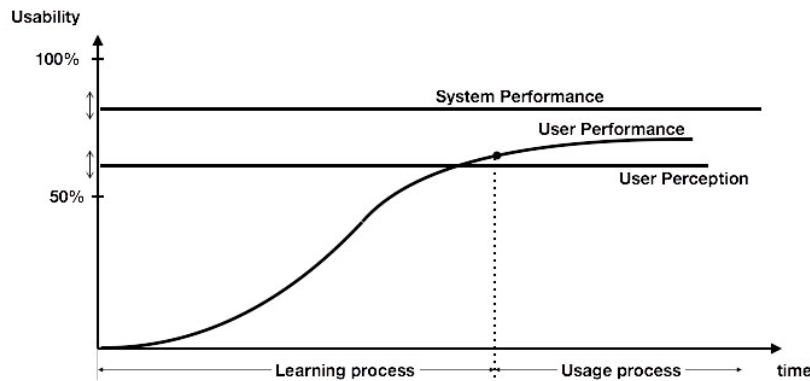 Usability
100%
System Performance
User Performance
User Perception
50%
Learning process
Usage process
time